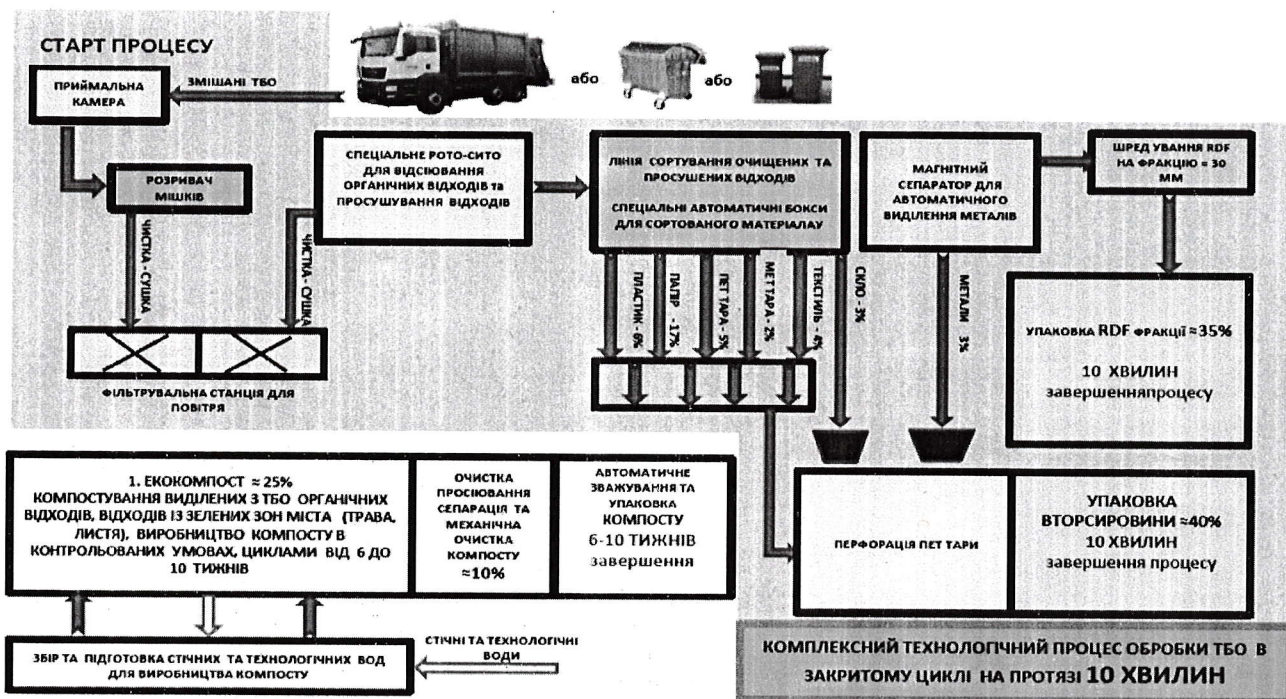 СТАРТ ПРОЦЕСУ
ПРИЙМАЛЬНА
КАМЕРА
ЗМІШАНІ ТБО
або
або
РОЗРИВАЧ
МІШКІВ
ЧИСТКА - СУШКА
ЧИСТКА - СУШКА
ФІЛЬТРУВАЛЬНА СТАНЦІЯ ДЛЯ
ПОВІТРЯ
СПЕЦІАЛЬНЕ РОТО-СИТО
ДЛЯ ВІДСІЮВАННЯ
ОРГАНІЧНИХ ВІДХОДІВ та
ПРОСУШУВАННЯ ВІДХОДІВ
ЛІНІЯ СОРТУВАННЯ ОЧИЩЕНИХ ТА
ПРОСУШЕНИХ ВІДХОДІВ
СПЕЦІАЛЬНІ АВТОМАТИЧНІ БОКСИ
ДЛЯ СОРТОВАНОГО МАТЕРІАЛАУ
ПЛАСТИК - 6%
ПАПІР - 17%
ПЕТ ТАРА - 5%
МЕТ ТАРА - 2%
ТЕКСТИЛЬ - 4%
СКЛО - 3%
МАГНІТНИЙ
СЕПАРАТОР ДЛЯ
АВТОМАТИЧНОГО
ВИДІЛЕННЯ МЕТАЛІВ
МЕТАЛИ 3%
ШРЕД УВАННЯ RDF
НА ФРАКЦІЮ = 30
ММ
УПАКОВКА RDF ФРАКЦІЇ ≈35%
10 ХВИЛИН
завершенняпроцесу
1. ЕКОКОМПОСТ ≈ 25%
КОМПОСТУВАННЯ ВИДІЛЕНИХ З ТБО ОРГАНІЧНИХ
ВІДХОДІВ, ВІДХОДІВ ІЗ ЗЕЛЕНИХ ЗОН МІСТА (ТРАВА,
ЛИСТЯ), ВИРОБНИЦТВО КОМПОСТУ В
КОНТРОЛЬОВАНИХ УМОВАХ, ЦИКЛАМИ ВІД 6 ДО
10 ТИЖНІВ
ОЧИСТКА
ПРОСІЮВАННЯ
СЕПАРАЦІЯ ТА
МЕХАНІЧНА
ОЧИСТКА
КОМПОСТУ
≈10%
АВТОМАТИЧНЕ
ЗВАЖУВАННЯ ТА
УПАКОВКА
КОМПОСТУ
6-10 ТИЖНІВ
завершення
ПЕРФОРАЦІЯ ПЕТ ТАРИ
УПАКОВКА
ВТОРСИРОВИНИ ≈40%
10 ХВИЛИН
завершення процесу
ЗБІР ТА ПІДГОТОВКА СТІЧНИХ ТА ТЕХНОЛОГІЧНИХ ВОД
ДЛЯ ВИРОБНИЦТВА КОМПОСТУ
СТІЧНІ ТА ТЕХНОЛОГІЧНІ
ВОДИ
КОМПЛЕКСНИЙ ТЕХНОЛОГІЧНИЙ ПРОЦЕС ОБРОБКИ ТБО В
ЗАКРИТОМУ ЦИКЛІ НА ПРОТЯЗІ 10 ХВИЛИН